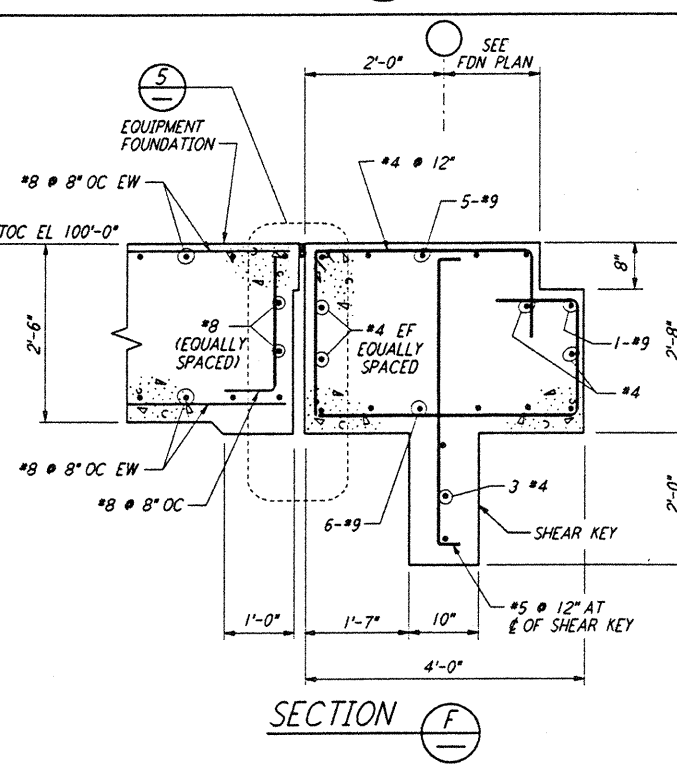 SEE
FDN PLAN
2'-0"
5
EQUIPMENT
FOUNDATION
#4 @ 12"
#8 @ 8" OC EW
5-#9
TOC EL 100'-0"
8"
2'-6"
#8
(EQUALLY
SPACED)
#4 EF
EQUALLY
SPACED
1-#9
2'-8"
#4
#8 @ 8" OC EW
#8 @ 8" OC
3 #4
6-#9
SHEAR KEY
2'-0"
#5 @ 12" AT
℄ OF SHEAR KEY
1'-0"
1'-7"
10"
4'-0"
SECTION F